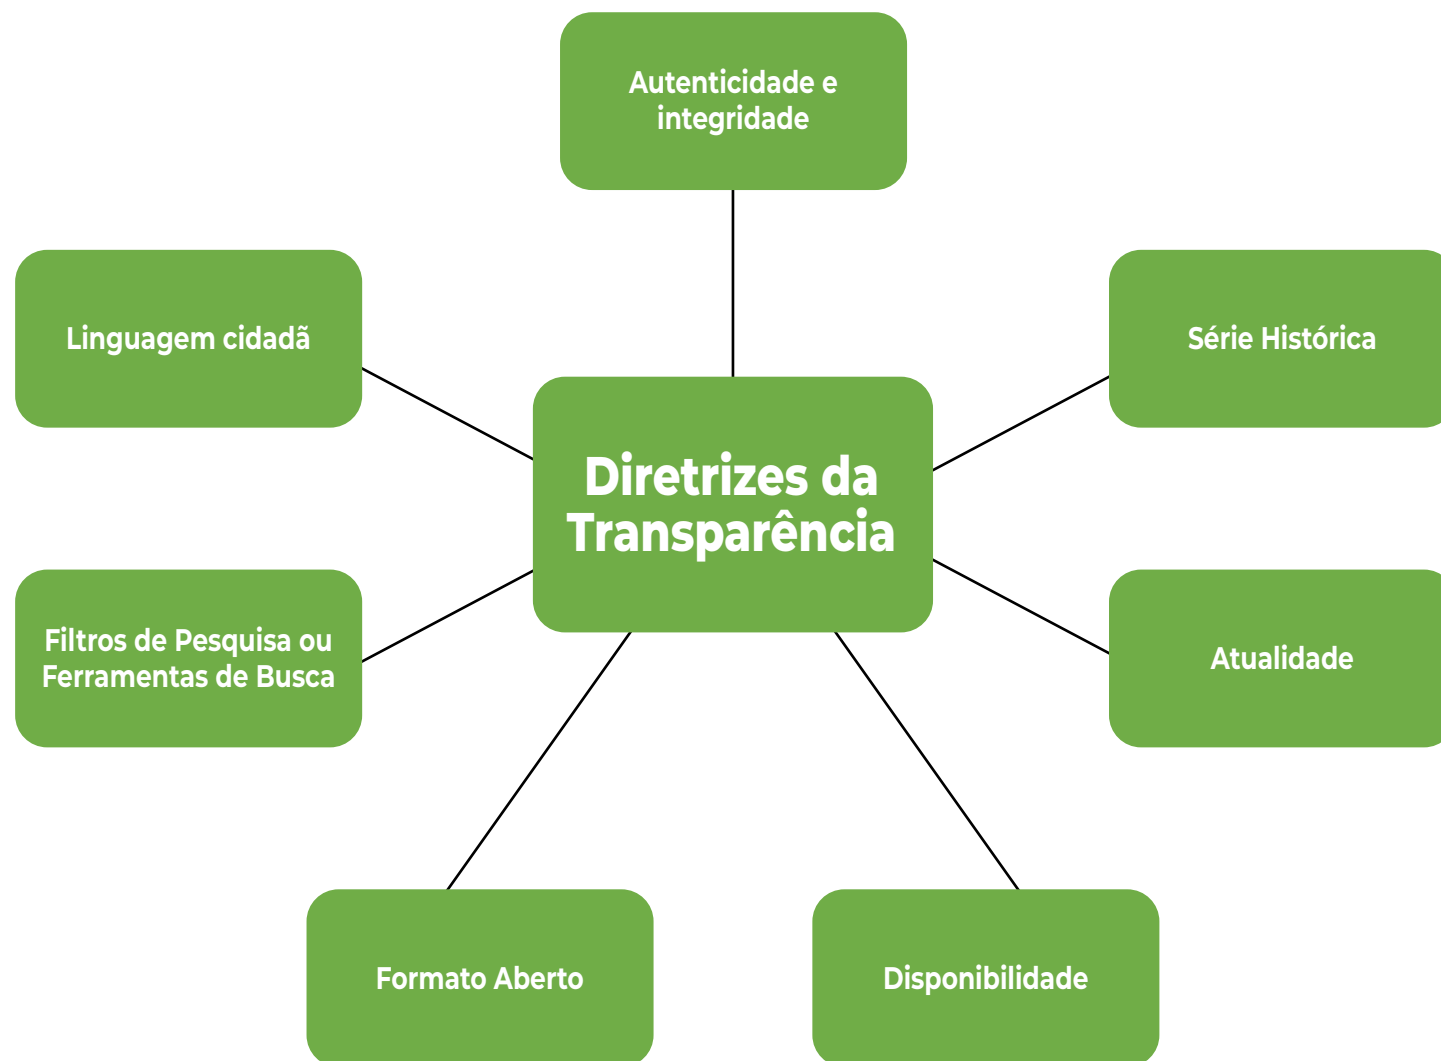 Autenticidade e
integridade
Linguagem cidadã
Série Histórica
Diretrizes da
Transparência
Filtros de Pesquisa ou
Ferramentas de Busca
Atualidade
Formato Aberto
Disponibilidade